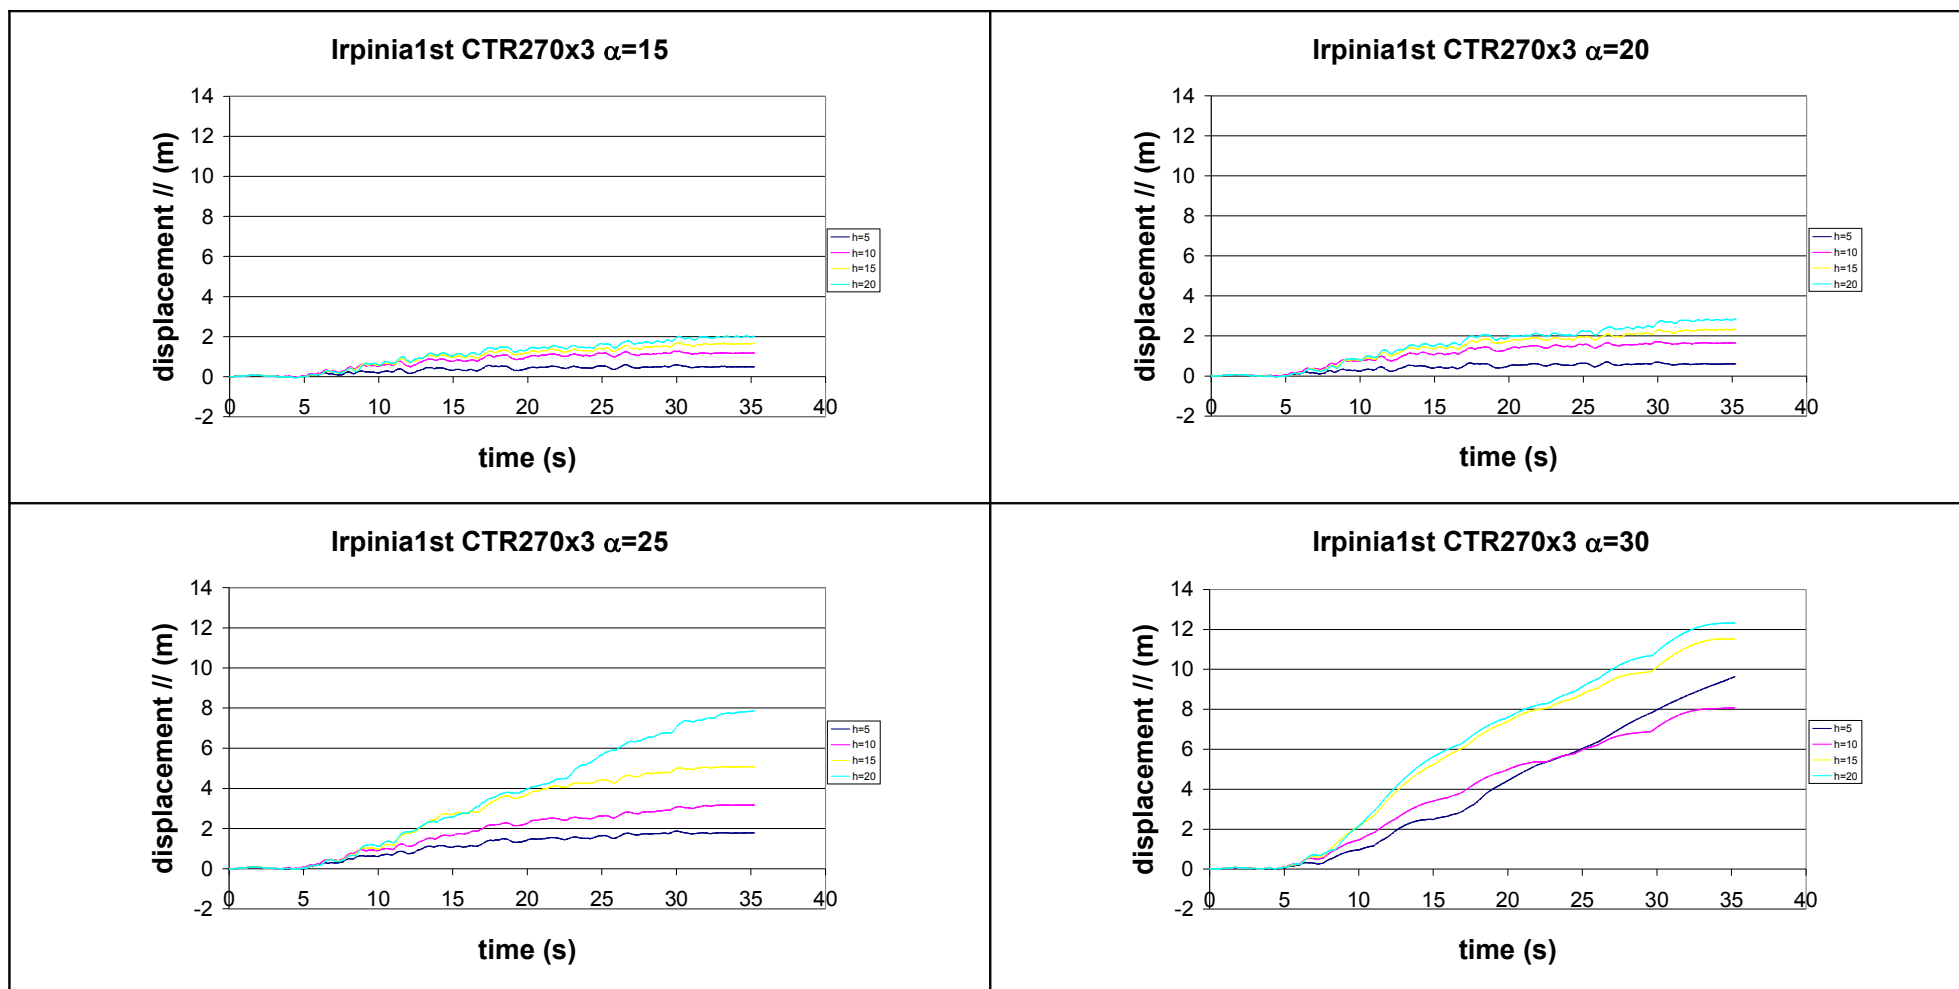 Irpinia1st CTR270x3 α=15
14
12
10
8
6
4
2
0
-2
displacement // (m)
0 5 10 15 20 25 30 35 40
time (s)
h=5
h=10
h=15
h=20
Irpinia1st CTR270x3 α=20
14
12
10
8
6
4
2
0
-2
displacement // (m)
0 5 10 15 20 25 30 35 40
time (s)
h=5
h=10
h=15
h=20
Irpinia1st CTR270x3 α=25
14
12
10
8
6
4
2
0
-2
displacement // (m)
0 5 10 15 20 25 30 35 40
time (s)
h=5
h=10
h=15
h=20
Irpinia1st CTR270x3 α=30
14
12
10
8
6
4
2
0
-2
displacement // (m)
0 5 10 15 20 25 30 35 40
time (s)
h=5
h=10
h=15
h=20